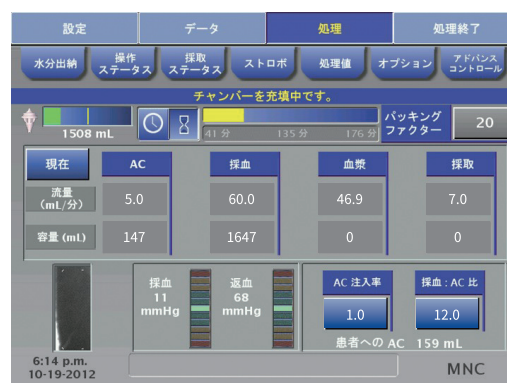 設定 データ 処理 処理終了
水分出納 操作 ステータス 採取 ステータス ストロボ 処理値 オプション アドバンス コントロール
チャンバーを充填中です。
1508 mL 41 分 135 分 176 分 パッキング ファクター 20
現在 AC 採血 血漿 採取
流量 (mL/分) 5.0 60.0 46.9 7.0
容量 (mL) 147 1647 0 0
採血 11 mmHg 返血 68 mmHg
AC 注入率 採血：AC 比
1.0 12.0
患者への AC 159 mL
6:14 p.m.
10-19-2012 MNC